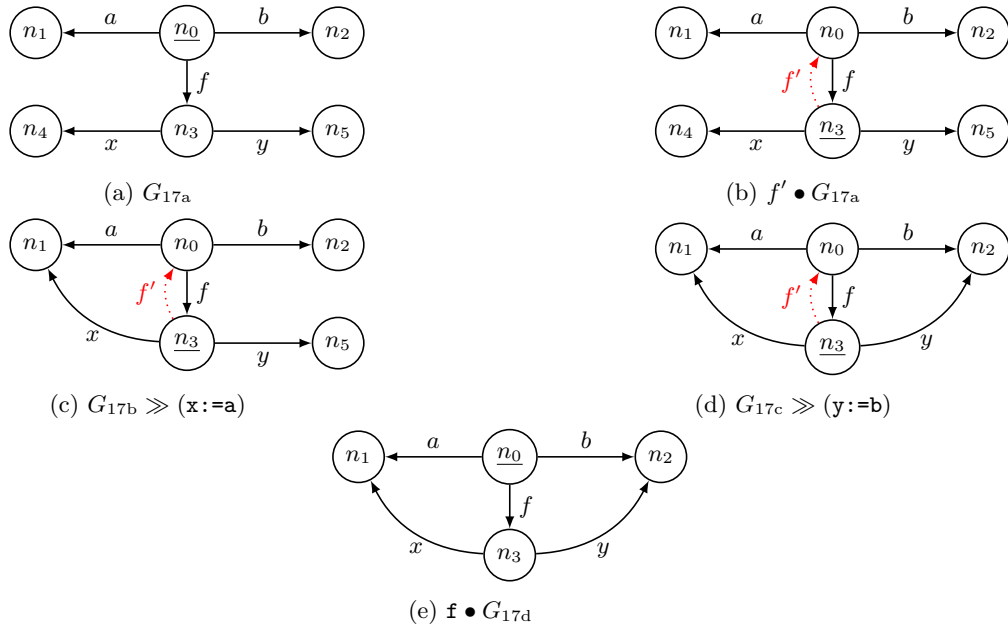 n₁ a n₀ b n₂
f
n₄ x n₃ y n₅
(a) G₁₇ₐ
n₁ a n₀ b n₂
f′ f
n₄ x n₃ y n₅
(b) f′ • G₁₇ₐ
n₁ a n₀ b n₂
f′ f
x n₃ y n₅
(c) G₁₇b ≫ (x:=a)
n₁ a n₀ b n₂
f′ f
x n₃ y
(d) G₁₇c ≫ (y:=b)
n₁ a n₀ b n₂
f
x n₃ y
(e) f • G₁₇d